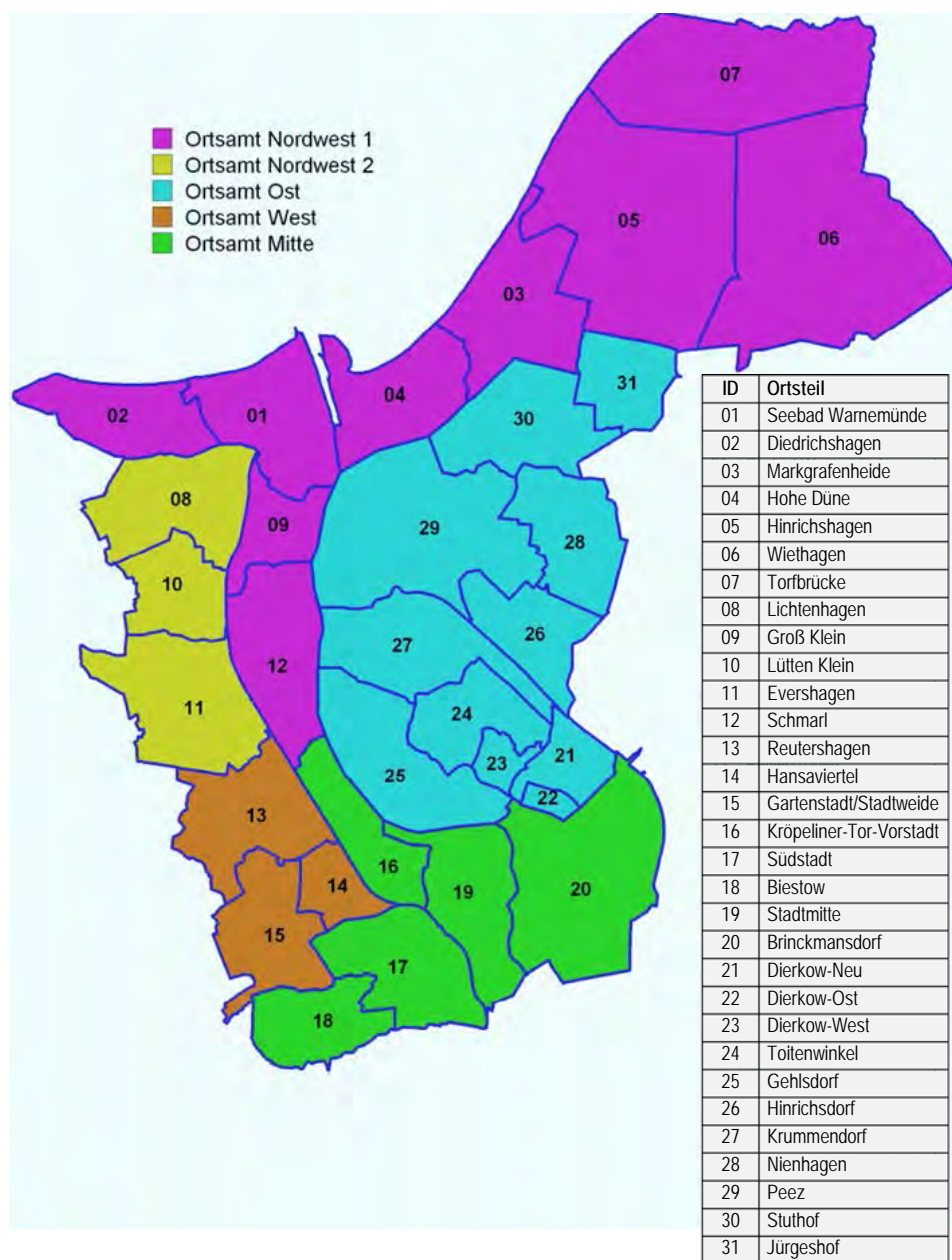 07
Ortsamt Nordwest 1
Ortsamt Nordwest 2
Ortsamt Ost
Ortsamt West
Ortsamt Mitte
05
06
03
31
04
30
02
01
08
09
29
28
10
26
27
12
11
24
21
23
25
22
13
16
14
19
20
15
17
18
ID Ortsteil
01 Seebad Warnemünde
02 Diedrichshagen
03 Markgrafenheide
04 Hohe Düne
05 Hinrichshagen
06 Wiethagen
07 Torfbrücke
08 Lichtenhagen
09 Groß Klein
10 Lütten Klein
11 Evershagen
12 Schmarl
13 Reutershagen
14 Hansaviertel
15 Gartenstadt/Stadtweide
16 Kröpeliner-Tor-Vorstadt
17 Südstadt
18 Biestow
19 Stadtmitte
20 Brinckmansdorf
21 Dierkow-Neu
22 Dierkow-Ost
23 Dierkow-West
24 Toitenwinkel
25 Gehlsdorf
26 Hinrichsdorf
27 Krummendorf
28 Nienhagen
29 Peez
30 Stuthof
31 Jürgeshof